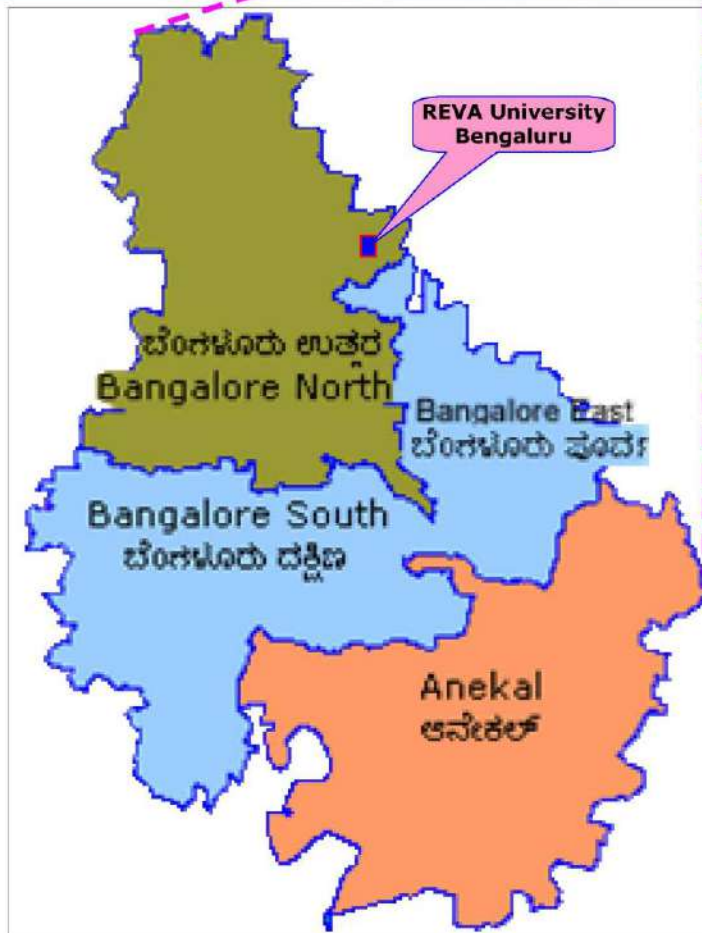 REVA University
Bengaluru
ಬೆಂಗಳೂರು ಉತ್ತರ
Bangalore North
Bangalore East
ಬೆಂಗಳೂರು ಪೂರ್ವ
Bangalore South
ಬೆಂಗಳೂರು ದಕ್ಷಿಣ
Anekal
ಆನೇಕಲ್